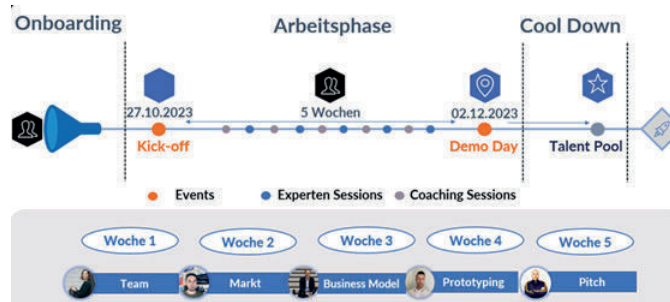 Onboarding
Arbeitsphase
Cool Down
27.10.2023
5 Wochen
02.12.2023
Kick-off
Demo Day
Talent Pool
Events
Experten Sessions
Coaching Sessions
Woche 1
Woche 2
Woche 3
Woche 4
Woche 5
Team
Markt
Business Model
Prototyping
Pitch